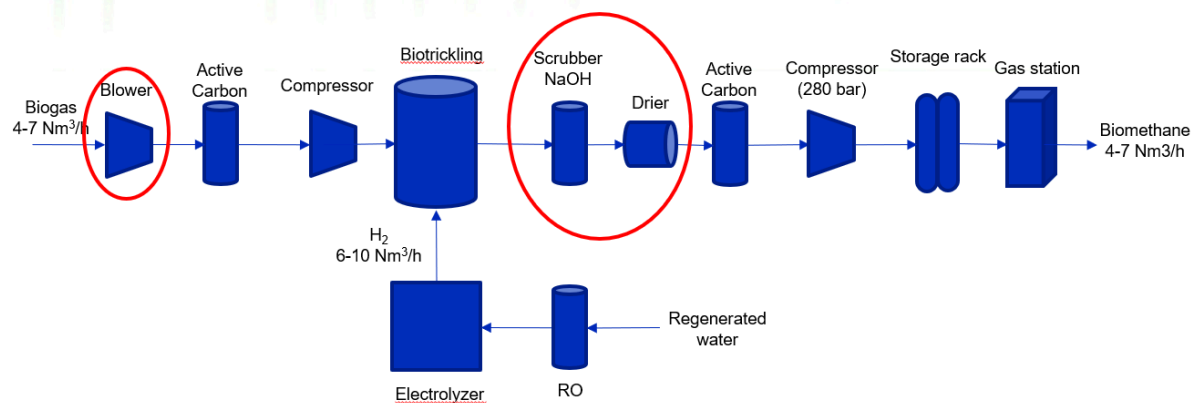 Biogas
4-7 Nm³/h
Blower
Active
Carbon
Compressor
Biotrickling
Scrubber
NaOH
Drier
Active
Carbon
Compressor
(280 bar)
Storage rack
Gas station
Biomethane
4-7 Nm3/h
H₂
6-10 Nm³/h
Electrolyzer
RO
Regenerated
water